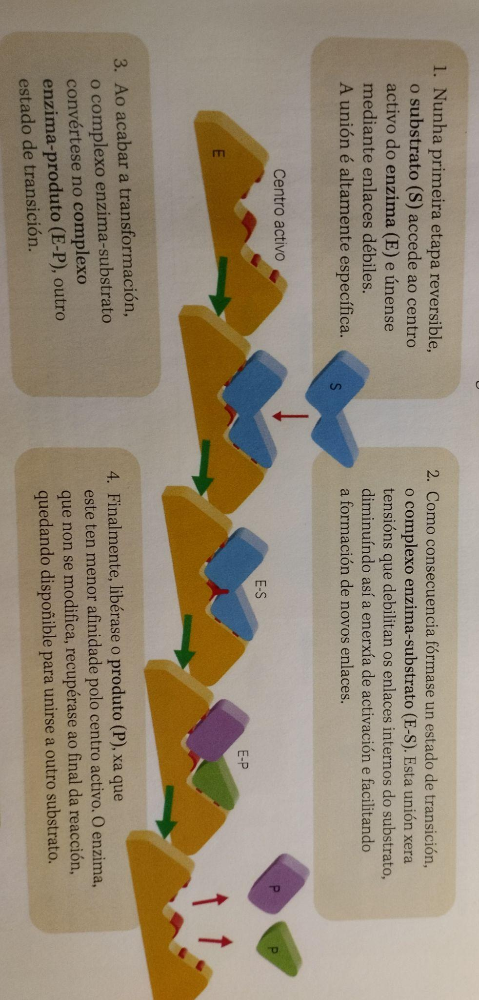 1. Nunha primeira etapa reversible,
o substrato (S) accede ao centro
activo do enzima (E) e únense
mediante enlaces débiles.
A unión é altamente específica.
2. Como consecuencia fórmase un estado de transición,
o complexo enzima-substrato (E-S). Esta unión xera
tensións que debilitan os enlaces internos do substrato,
diminuíndo así a enerxía de activación e facilitando
a formación de novos enlaces.
S
Centro activo
E
E-S
E-P
P
P
3. Ao acabar a transformación,
o complexo enzima-substrato
convértese no complexo
enzima-produto (E-P), outro
estado de transición.
4. Finalmente, libérase o produto (P), xa que
este ten menor afinidade polo centro activo. O enzima,
que non se modifica, recupérase ao final da reacción,
quedando dispoñible para unirse a outro substrato.